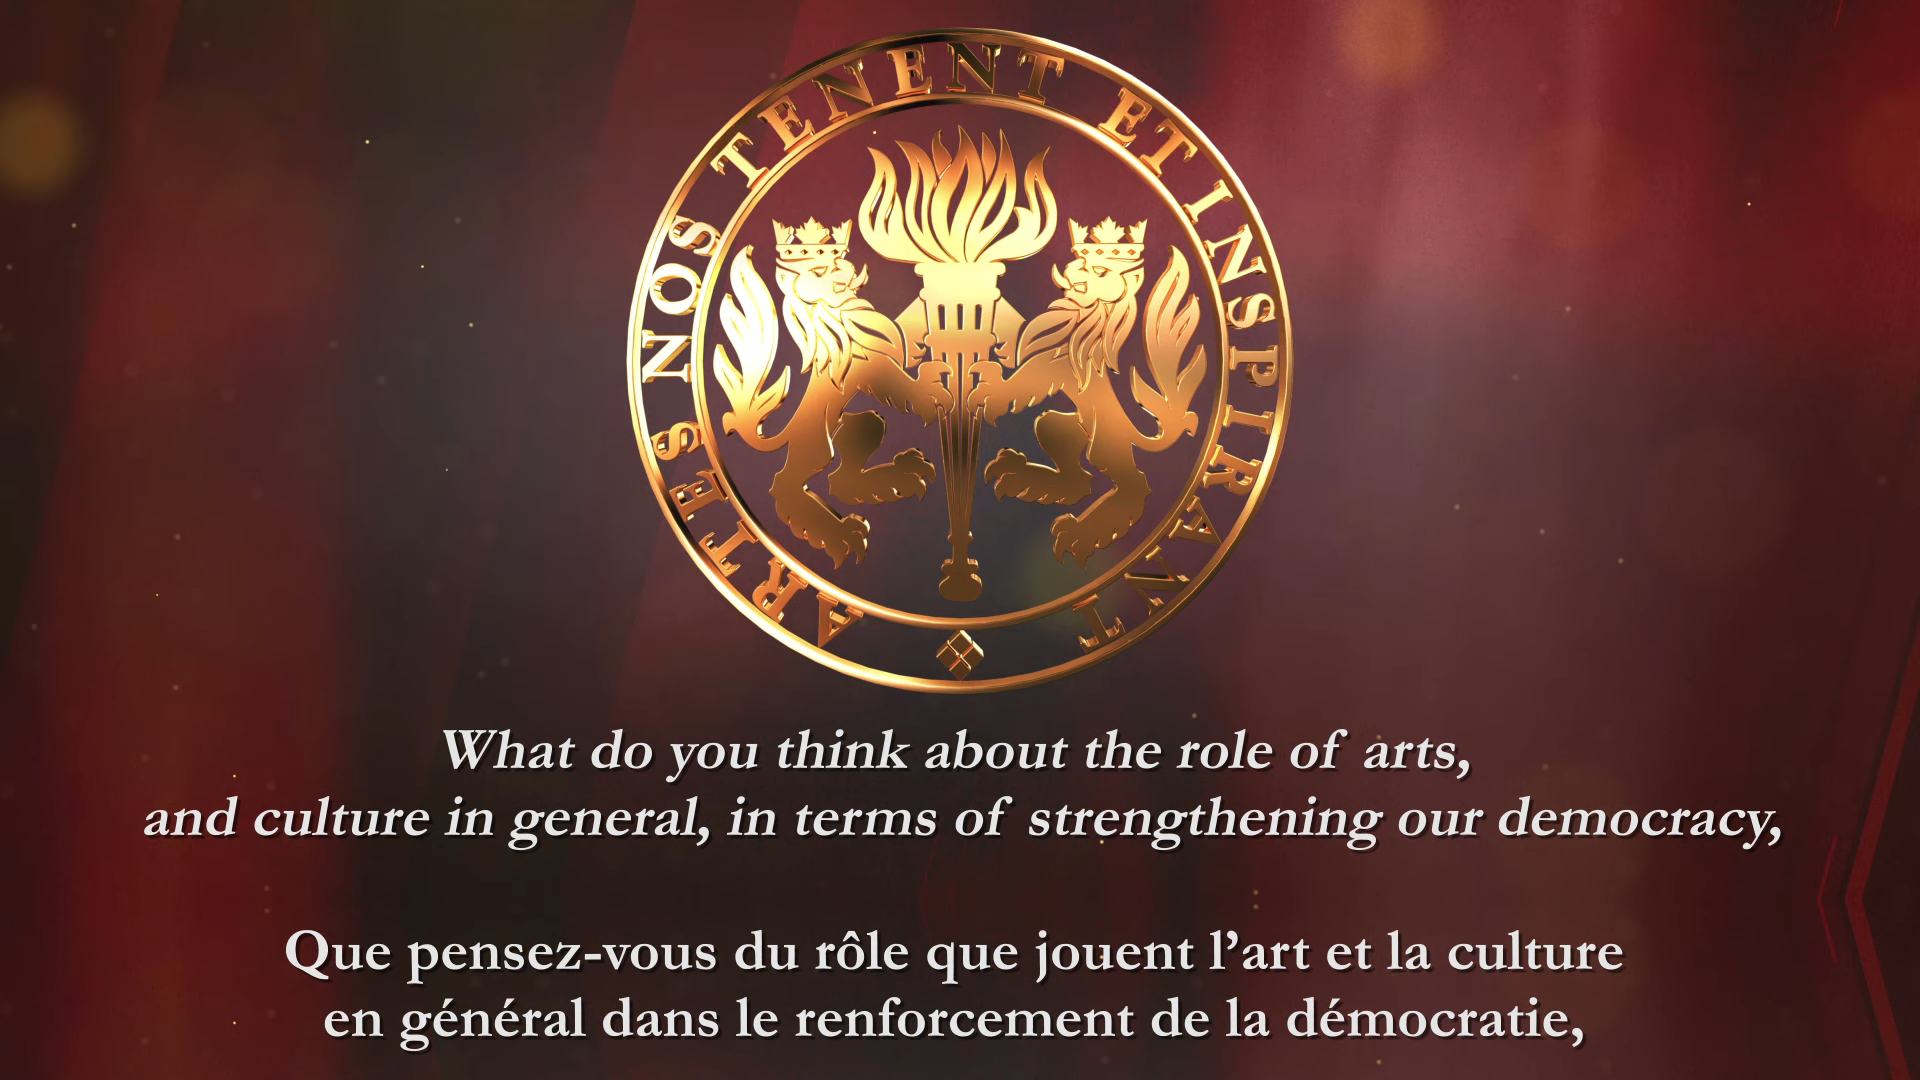 ARTES NOS TENENT ET INSPIRANT
What do you think about the role of arts,
and culture in general, in terms of strengthening our democracy,
Que pensez-vous du rôle que jouent l’art et la culture
en général dans le renforcement de la démocratie,